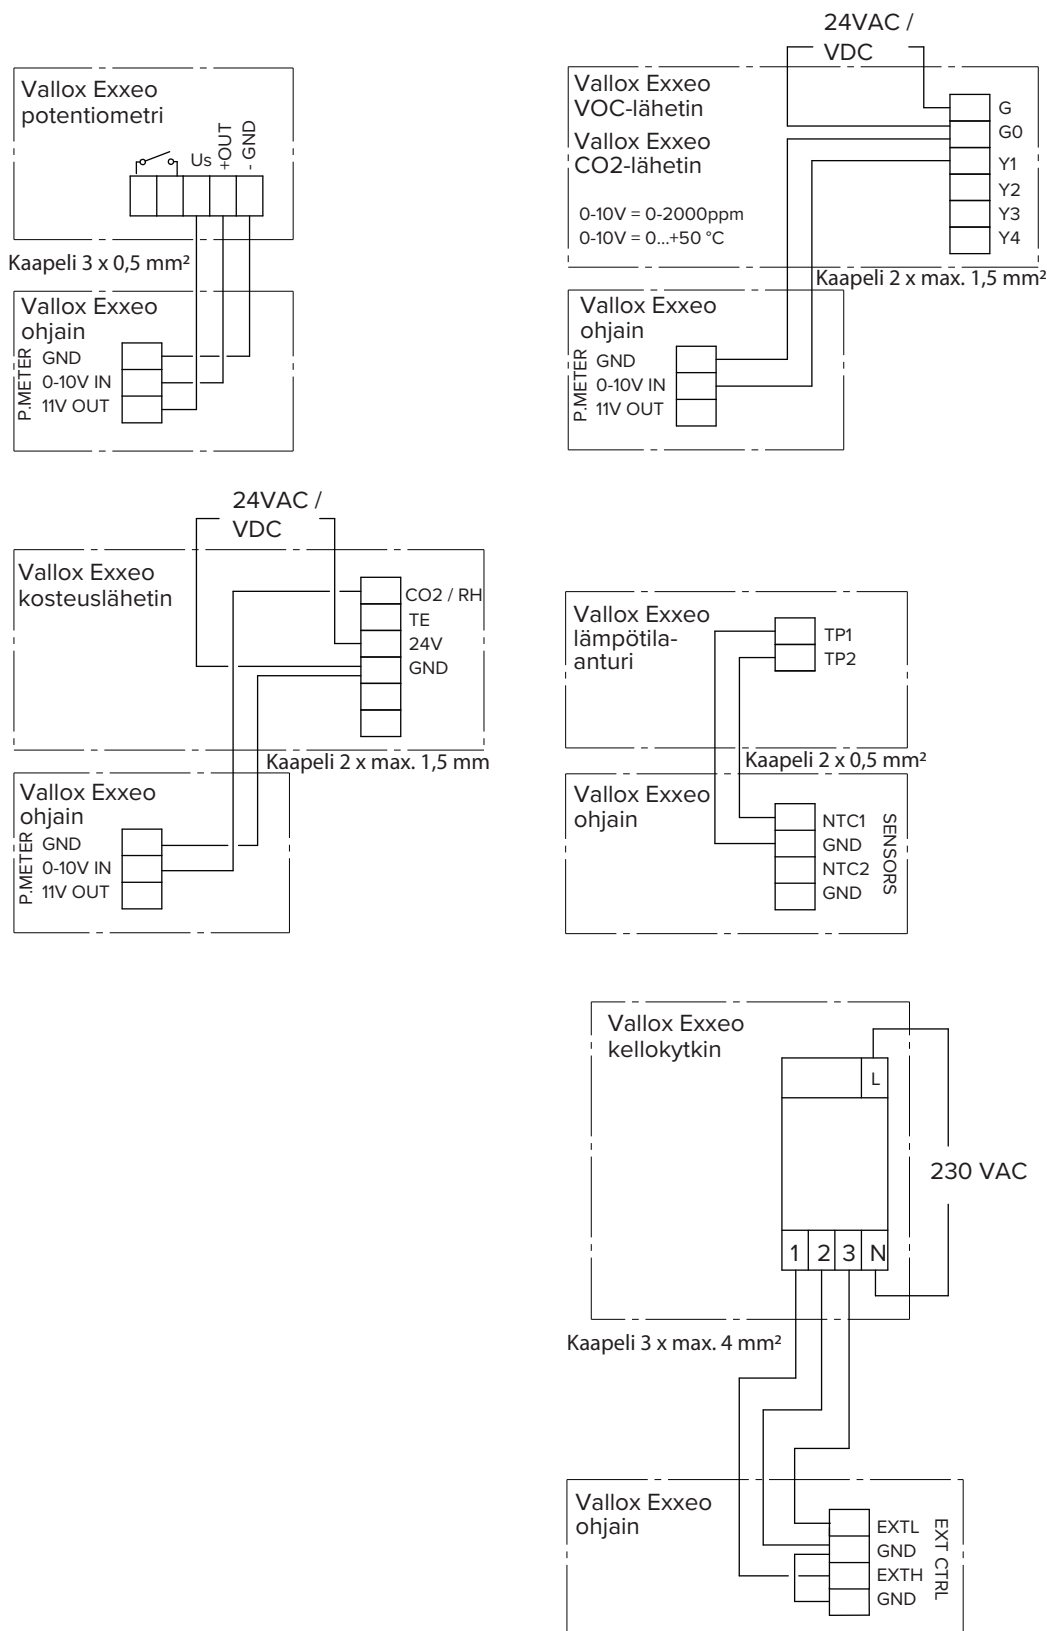 Vallox Exxeo
potentiometri
Us
+OUT
- GND
Kaapeli 3 x 0,5 mm²
Vallox Exxeo
ohjain
P.METER
GND
0-10V IN
11V OUT
24VAC /
VDC
Vallox Exxeo
VOC-lähetin
Vallox Exxeo
CO2-lähetin
0-10V = 0-2000ppm
0-10V = 0...+50 °C
G
G0
Y1
Y2
Y3
Y4
Kaapeli 2 x max. 1,5 mm²
Vallox Exxeo
ohjain
P.METER
GND
0-10V IN
11V OUT
24VAC /
VDC
Vallox Exxeo
kosteuslähetin
CO2 / RH
TE
24V
GND
Kaapeli 2 x max. 1,5 mm
Vallox Exxeo
ohjain
P.METER
GND
0-10V IN
11V OUT
Vallox Exxeo
lämpötila-
anturi
TP1
TP2
Kaapeli 2 x 0,5 mm²
Vallox Exxeo
ohjain
NTC1
GND
NTC2
GND
SENSORS
Vallox Exxeo
kellokytkin
L
230 VAC
1 2 3 N
Kaapeli 3 x max. 4 mm²
Vallox Exxeo
ohjain
EXTL
GND
EXTH
GND
EXT CTRL